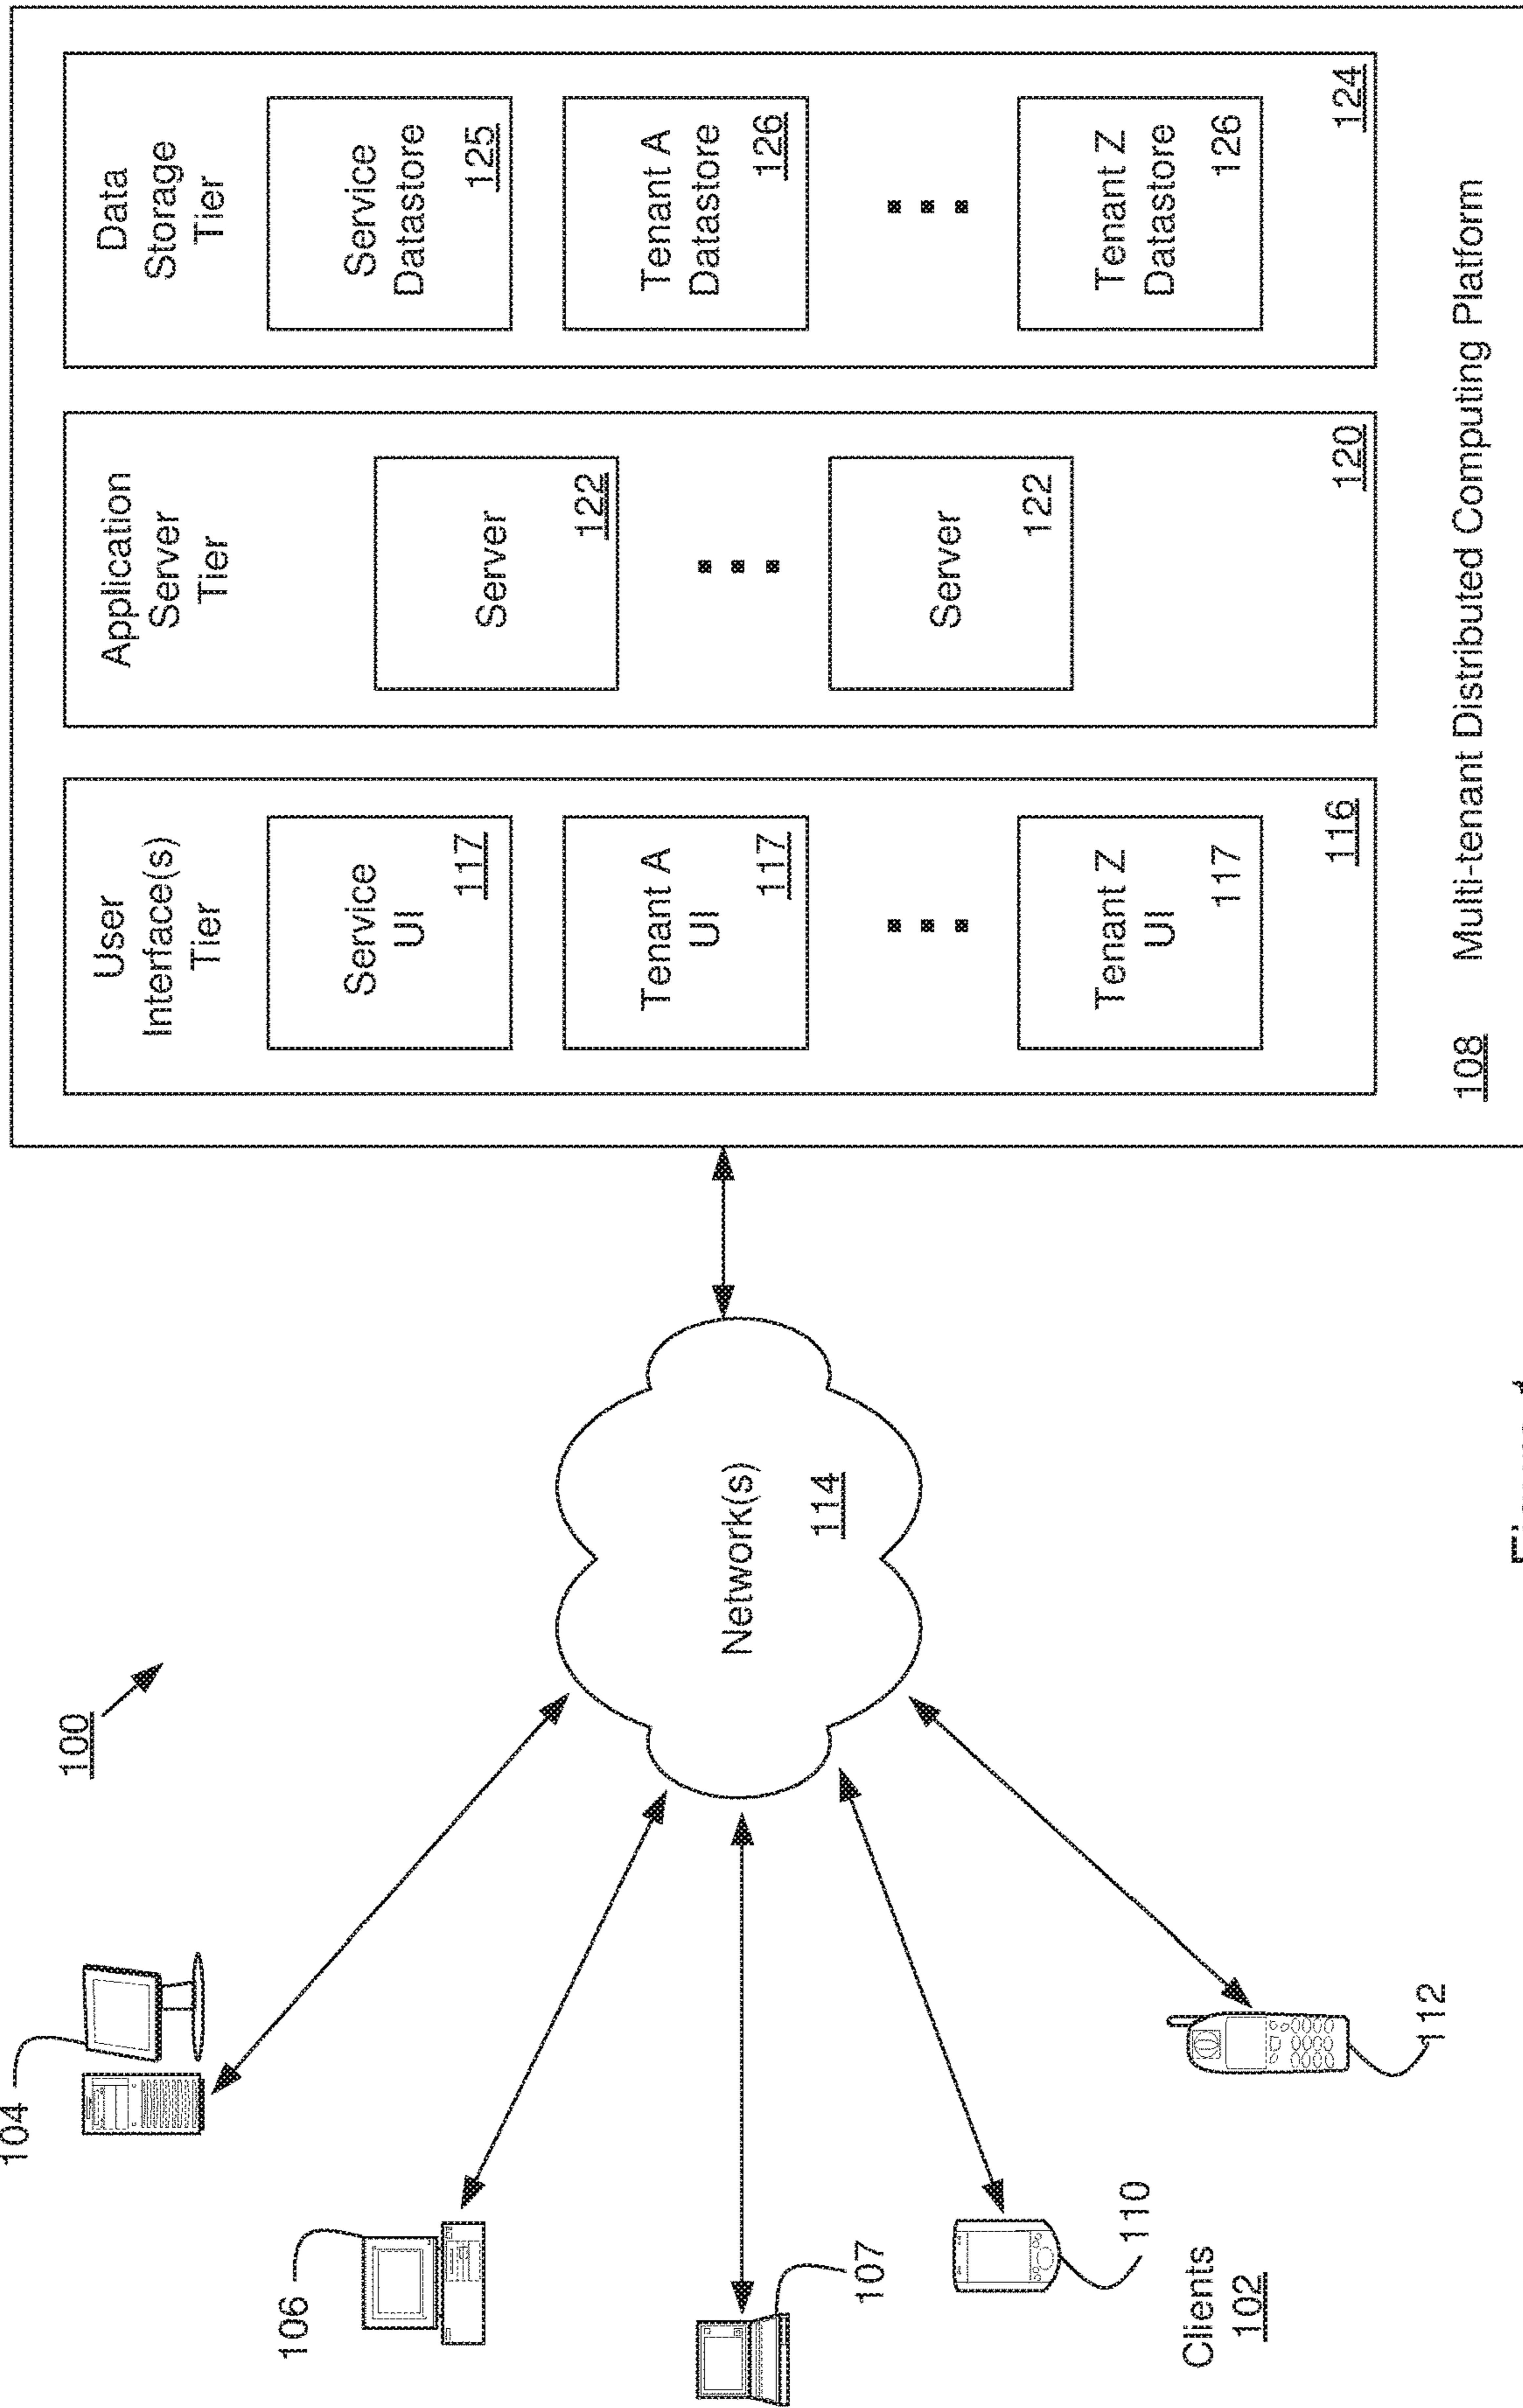 100
104
106
107
110
112
Clients
102
Network(s)
114
User
Interface(s)
Tier
Service
UI
117
Tenant A
UI
117
Tenant Z
UI
117
116
Application
Server
Tier
Server
122
Server
122
120
Data
Storage
Tier
Service
Datastore
125
Tenant A
Datastore
126
Tenant Z
Datastore
126
124
108 Multi-tenant Distributed Computing Platform